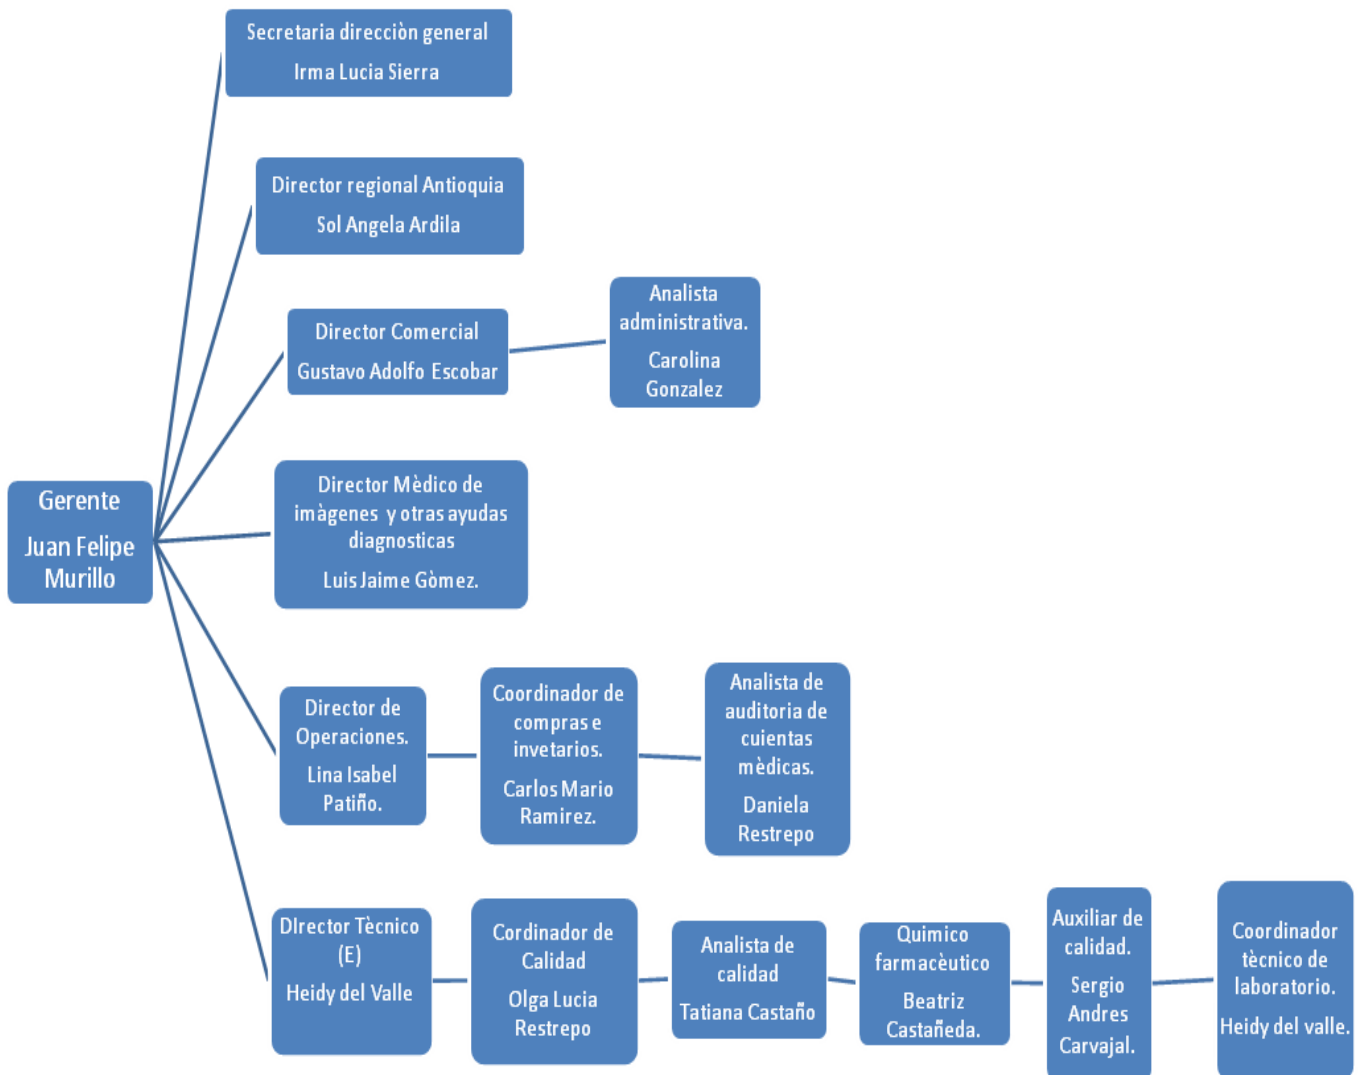 Secretaria direcciòn general
Irma Lucia Sierra
Director regional Antioquia
Sol Angela Ardila
Director Comercial
Gustavo Adolfo Escobar
Analista
administrativa.
Carolina
Gonzalez
Gerente
Juan Felipe
Murillo
Director Mèdico de
imàgenes y otras ayudas
diagnosticas
Luis Jaime Gòmez.
Director de
Operaciones.
Lina Isabel
Patiño.
Coordinador de
compras e
invetarios.
Carlos Mario
Ramirez.
Analista de
auditoria de
cuientas
mèdicas.
Daniela
Restrepo
DIrector Tècnico
(E)
Heidy del Valle
Cordinador de
Calidad
Olga Lucia
Restrepo
Analista de
calidad
Tatiana Castaño
Quimico
farmacèutico
Beatriz
Castañeda.
Auxiliar de
calidad.
Sergio
Andres
Carvajal.
Coordinador
tècnico de
laboratorio.
Heidy del valle.